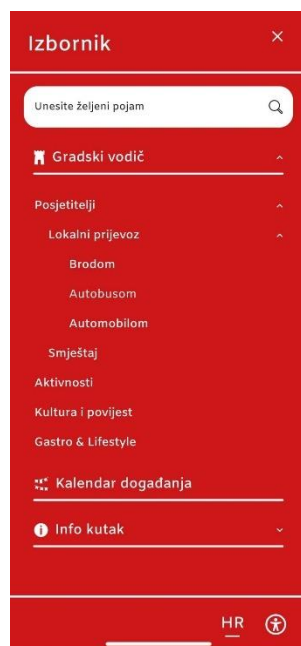 Izbornik
Unesite željeni pojam
Gradski vodič
Posjetitelji
Lokalni prijevoz
Brodom
Autobusom
Automobilom
Smještaj
Aktivnosti
Kultura i povijest
Gastro & Lifestyle
Kalendar događanja
Info kutak
HR